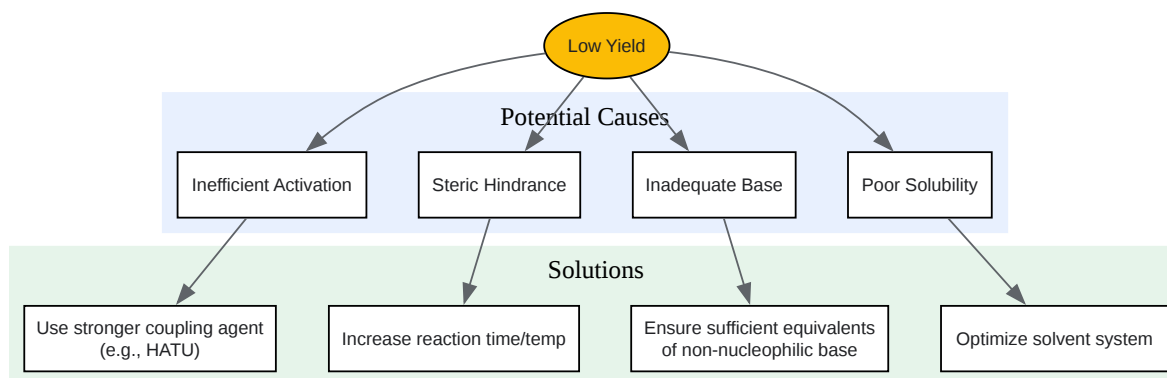 Low Yield
Potential Causes
Inefficient Activation
Steric Hindrance
Inadequate Base
Poor Solubility
Solutions
Use stronger coupling agent
(e.g., HATU)
Increase reaction time/temp
Ensure sufficient equivalents
of non-nucleophilic base
Optimize solvent system